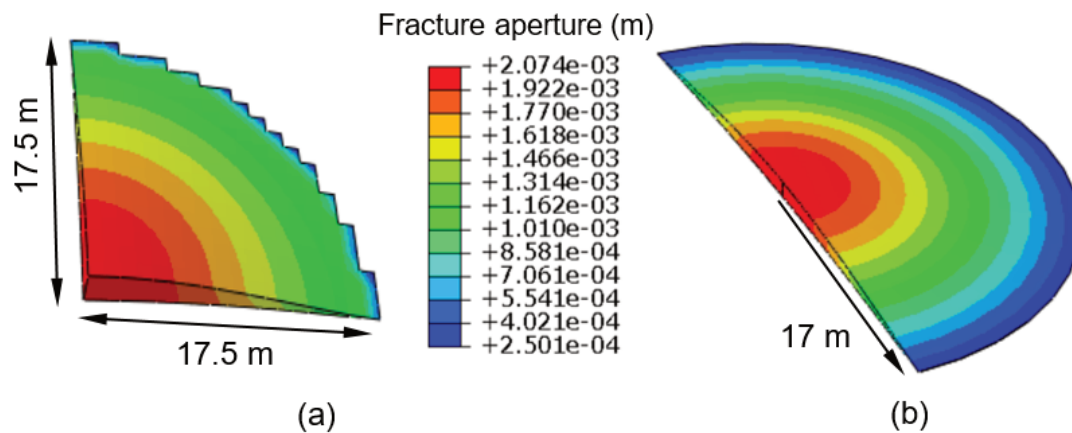 Fracture aperture (m)
+2.074e-03
+1.922e-03
+1.770e-03
+1.618e-03
+1.466e-03
+1.314e-03
+1.162e-03
+1.010e-03
+8.581e-04
+7.061e-04
+5.541e-04
+4.021e-04
+2.501e-04
17.5 m
17.5 m
17 m
(a)
(b)